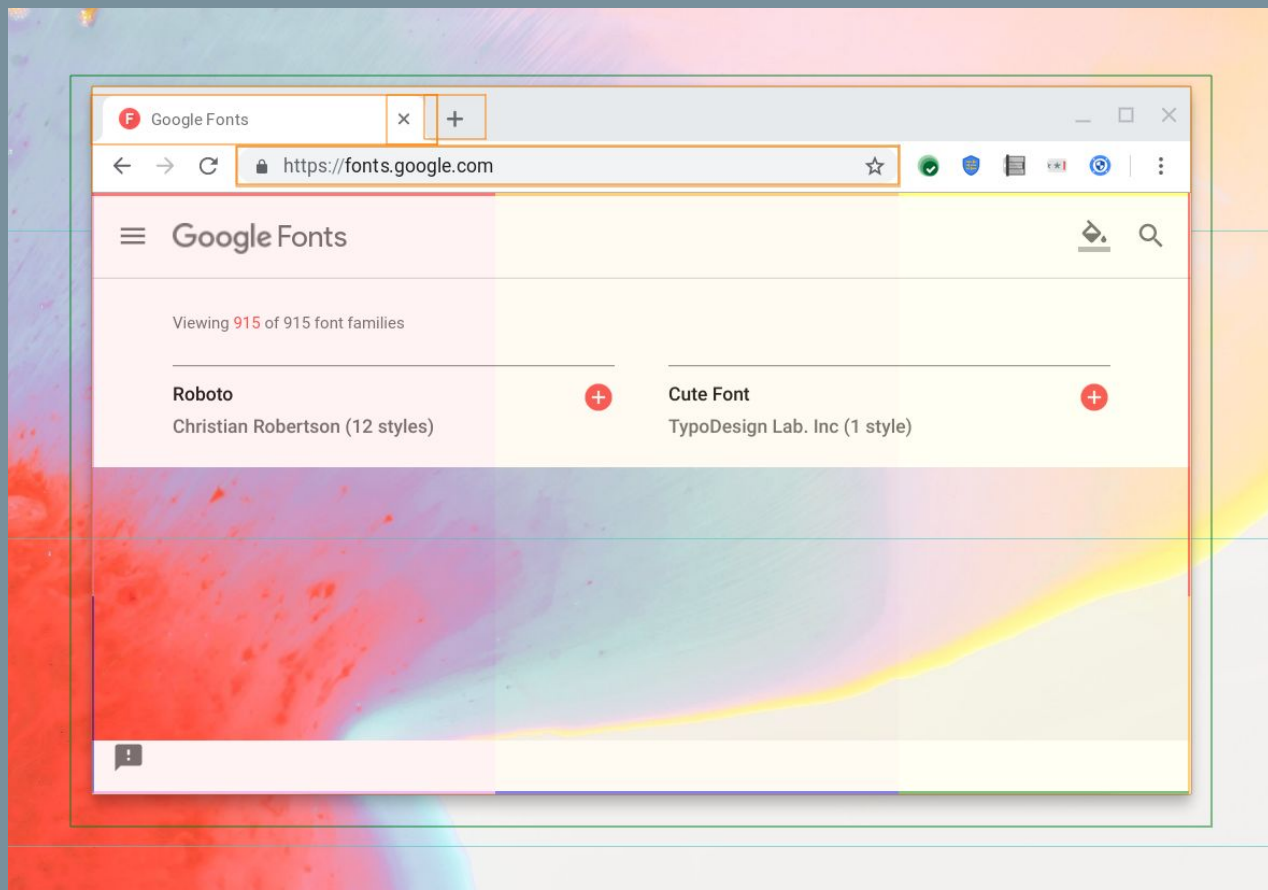 Google Fonts
https://fonts.google.com
Google Fonts
Viewing 915 of 915 font families
Roboto
Christian Robertson (12 styles)
Cute Font
TypoDesign Lab. Inc (1 style)